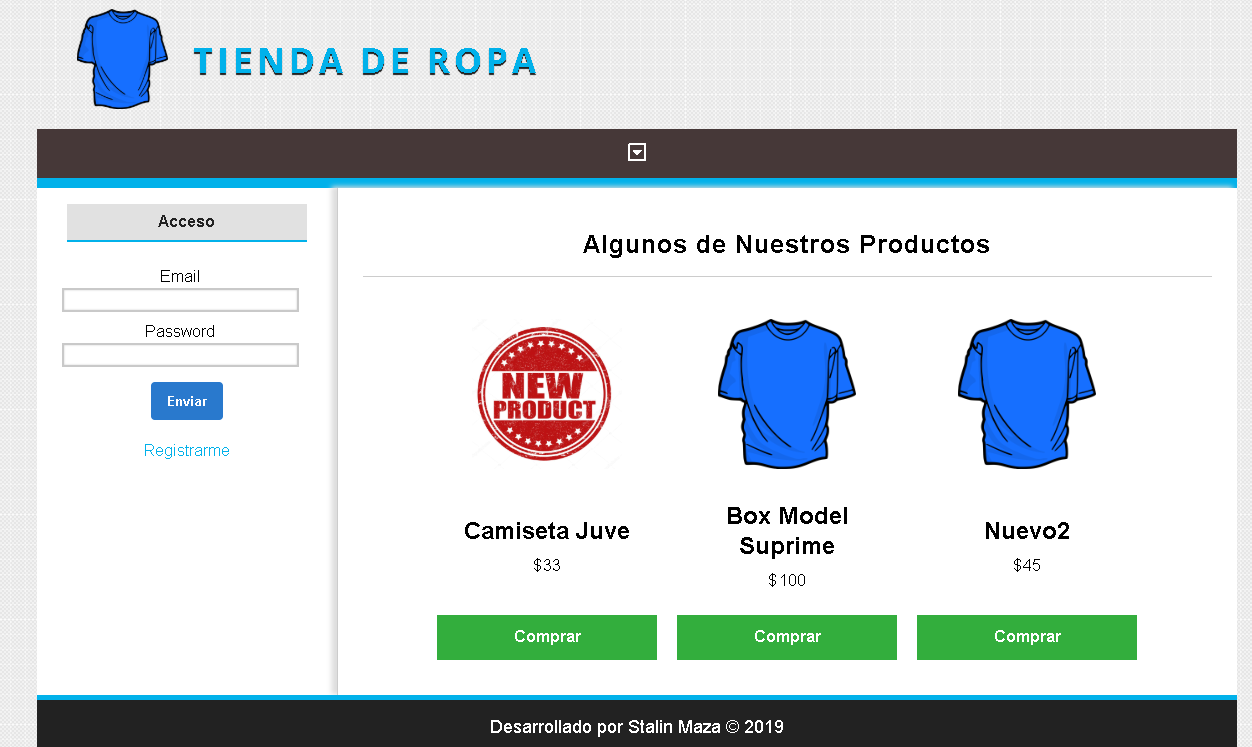 TIENDA DE ROPA
Acceso
Email
Password
Enviar
Registrarme
Algunos de Nuestros Productos
NEW
PRODUCT
Camiseta Juve
$33
Comprar
Box Model
Suprime
$100
Comprar
Nuevo2
$45
Comprar
Desarrollado por Stalin Maza © 2019